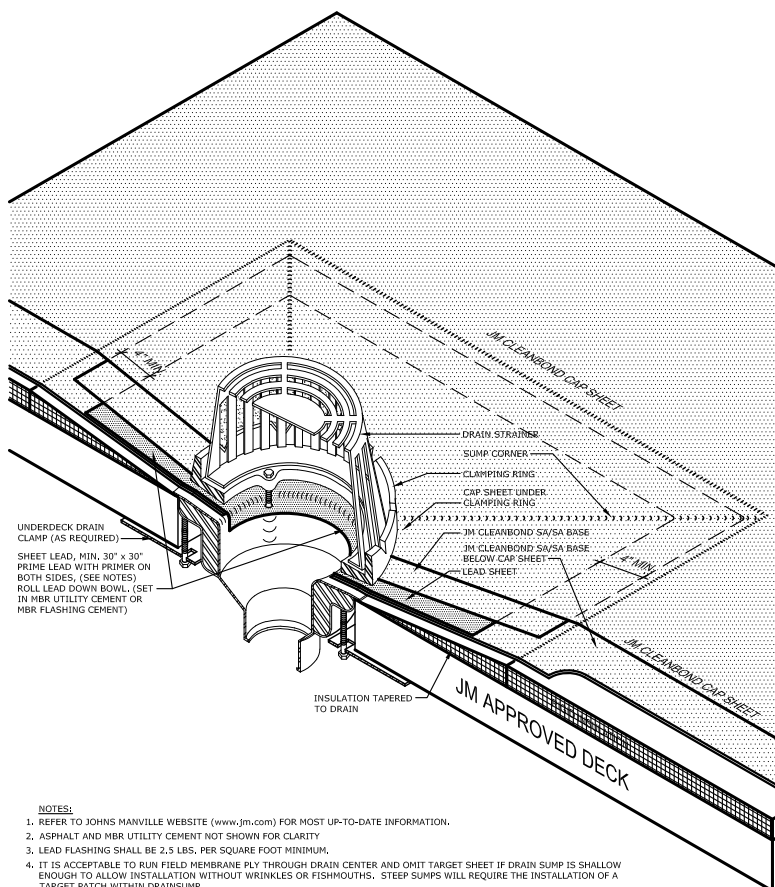 JM CLEANBOND CAP SHEET
4" MIN.
DRAIN STRAINER
SUMP CORNER
CLAMPING RING
CAP SHEET UNDER
CLAMPING RING
JM CLEANBOND SA/SA BASE
JM CLEANBOND SA/SA BASE
BELOW CAP SHEET
LEAD SHEET
4" MIN.
JM CLEANBOND CAP SHEET
UNDERDECK DRAIN
CLAMP (AS REQUIRED)
SHEET LEAD, MIN. 30" x 30"
PRIME LEAD WITH PRIMER ON
BOTH SIDES, (SEE NOTES)
ROLL LEAD DOWN BOWL. (SET
IN MBR UTILITY CEMENT OR
MBR FLASHING CEMENT)
INSULATION TAPERED
TO DRAIN
JM APPROVED DECK
NOTES:
1. REFER TO JOHNS MANVILLE WEBSITE (www.jm.com) FOR MOST UP-TO-DATE INFORMATION.
2. ASPHALT AND MBR UTILITY CEMENT NOT SHOWN FOR CLARITY
3. LEAD FLASHING SHALL BE 2.5 LBS. PER SQUARE FOOT MINIMUM.
4. IT IS ACCEPTABLE TO RUN FIELD MEMBRANE PLY THROUGH DRAIN CENTER AND OMIT TARGET SHEET IF DRAIN SUMP IS SHALLOW
ENOUGH TO ALLOW INSTALLATION WITHOUT WRINKLES OR FISHMOUTHS. STEEP SUMPS WILL REQUIRE THE INSTALLATION OF A
TARGET PATCH WITHIN DRAINSUMP